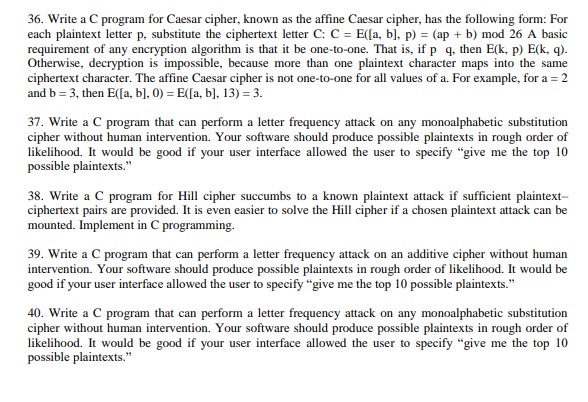 36. Write a C program for Caesar cipher, known as the affine Caesar cipher, has the following form: For
each plaintext letter p, substitute the ciphertext letter C: C = E([a, b], p) = (ap + b) mod 26 A basic
requirement of any encryption algorithm is that it be one-to-one. That is, if p q, then E(k, p) E(k, q).
Otherwise, decryption is impossible, because more than one plaintext character maps into the same
ciphertext character. The affine Caesar cipher is not one-to-one for all values of a. For example, for a = 2
and b = 3, then E([a, b], 0) = E([a, b], 13) = 3.
37. Write a C program that can perform a letter frequency attack on any monoalphabetic substitution
cipher without human intervention. Your software should produce possible plaintexts in rough order of
likelihood. It would be good if your user interface allowed the user to specify “give me the top 10
possible plaintexts.”
38. Write a C program for Hill cipher succumbs to a known plaintext attack if sufficient plaintext–
ciphertext pairs are provided. It is even easier to solve the Hill cipher if a chosen plaintext attack can be
mounted. Implement in C programming.
39. Write a C program that can perform a letter frequency attack on an additive cipher without human
intervention. Your software should produce possible plaintexts in rough order of likelihood. It would be
good if your user interface allowed the user to specify “give me the top 10 possible plaintexts.”
40. Write a C program that can perform a letter frequency attack on any monoalphabetic substitution
cipher without human intervention. Your software should produce possible plaintexts in rough order of
likelihood. It would be good if your user interface allowed the user to specify “give me the top 10
possible plaintexts.”